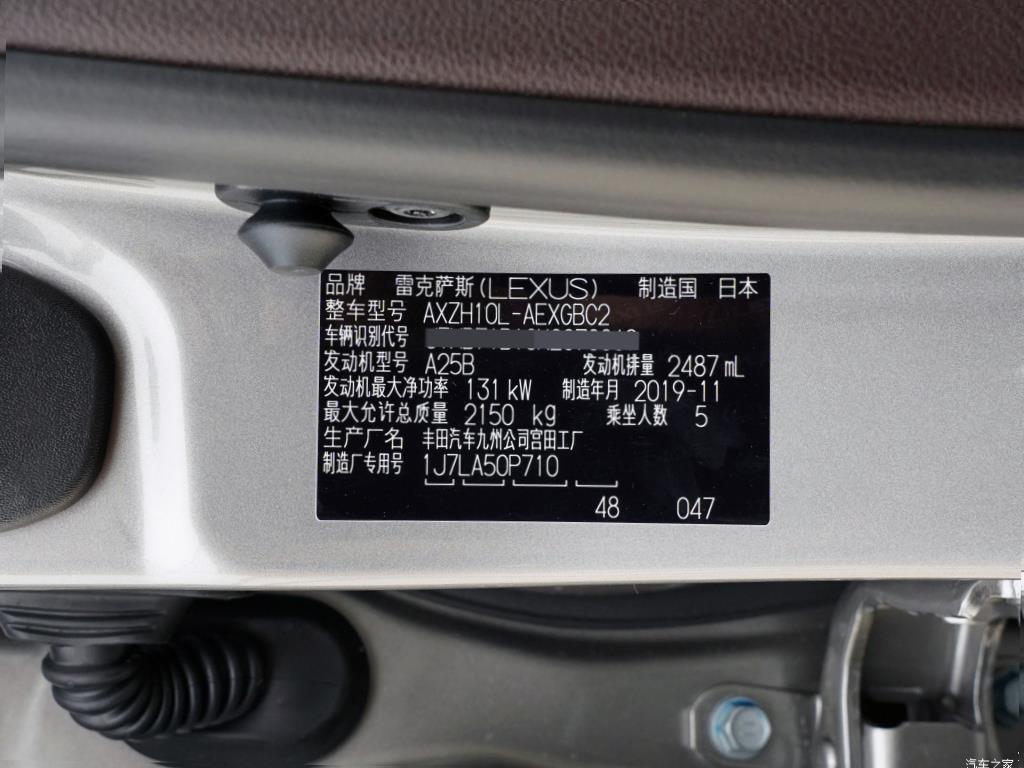 品牌 雷克萨斯(LEXUS) 制造国 日本
整车型号 AXZH10L-AEXGBC2
车辆识别代号
发动机型号 A25B 发动机排量 2487 mL
发动机最大净功率 131 kW 制造年月 2019-11
最大允许总质量 2150 kg 乘坐人数 5
生产厂名 丰田汽车九州公司宫田工厂
制造厂专用号 1J7LA50P710
48 047
汽车之家